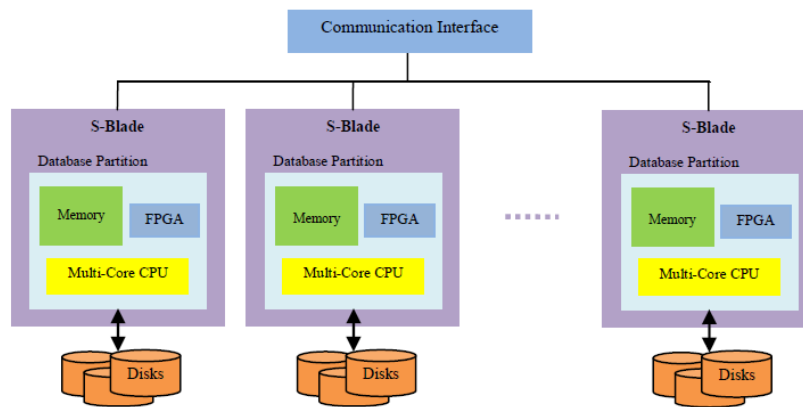 Communication Interface
S-Blade
Database Partition
Memory
FPGA
Multi-Core CPU
Disks
S-Blade
Database Partition
Memory
FPGA
Multi-Core CPU
Disks
S-Blade
Database Partition
Memory
FPGA
Multi-Core CPU
Disks